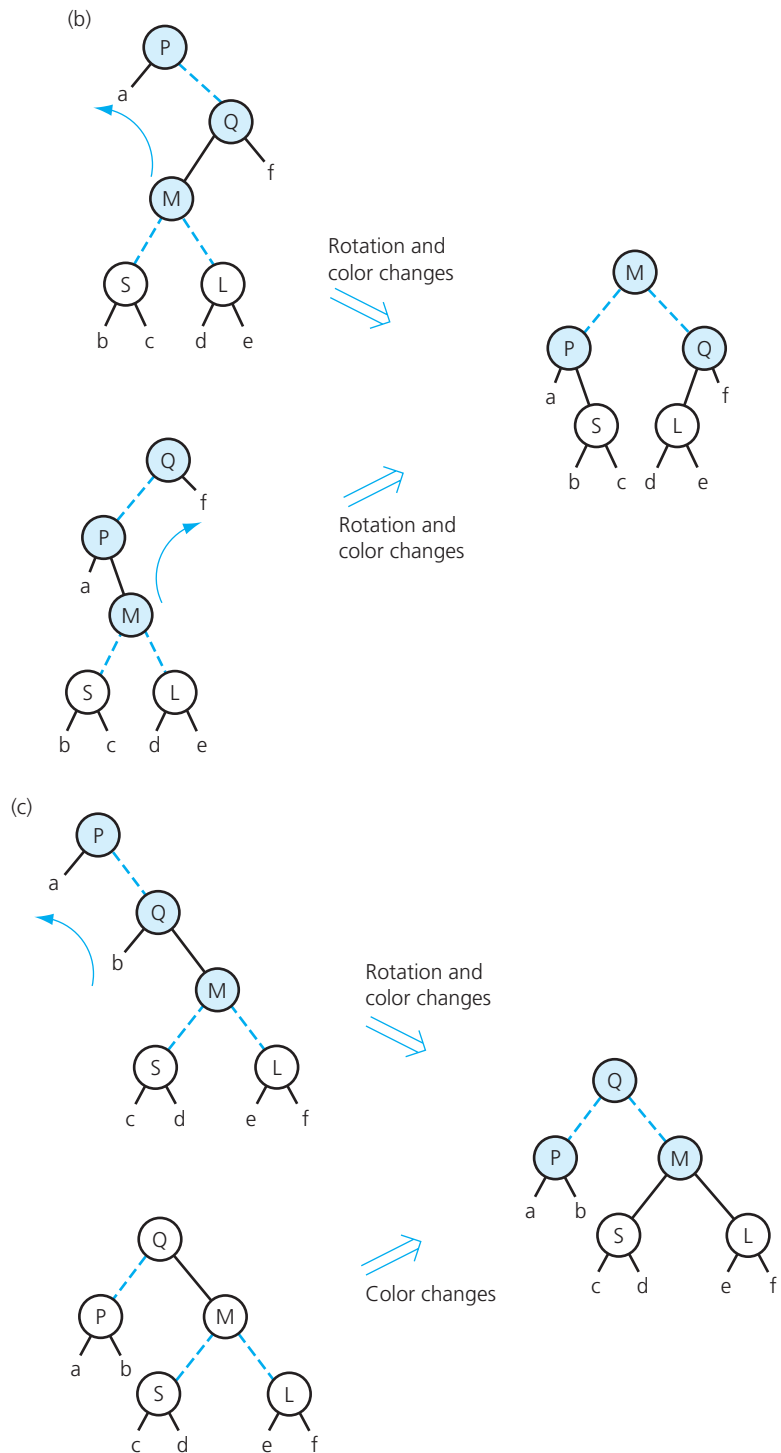 (b)
P
a
Q
f
M
S
L
b
c
d
e
Rotation and
color changes
M
P
Q
a
f
S
L
b
c
d
e
Q
f
P
a
M
S
L
b
c
d
e
Rotation and
color changes
(c)
P
a
Q
b
M
S
L
c
d
e
f
Rotation and
color changes
Q
P
M
a
b
S
L
c
d
e
f
Q
P
M
a
b
S
L
c
d
e
f
Color changes